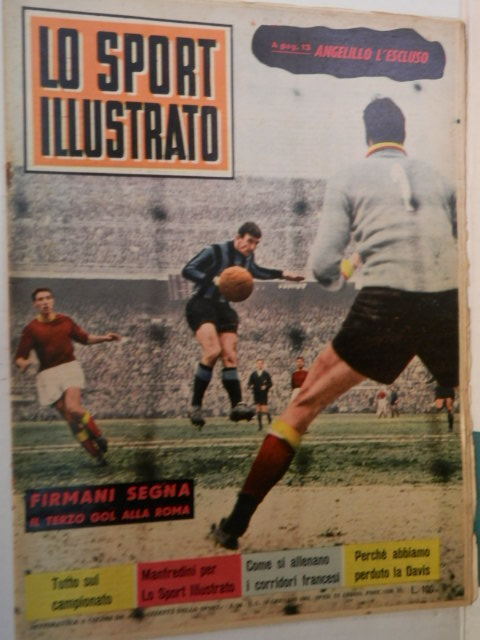 LO SPORT
ILLUSTRATO
A pag. 13 ANGELILLO L'ESCLUSO
FIRMANI SEGNA
IL TERZO GOL ALLA ROMA
Tutto sul
campionato
Manfredini per
Lo Sport Illustrato
Come si allenano
i corridori francesi
Perché abbiamo
perduto la Davis
L. 100